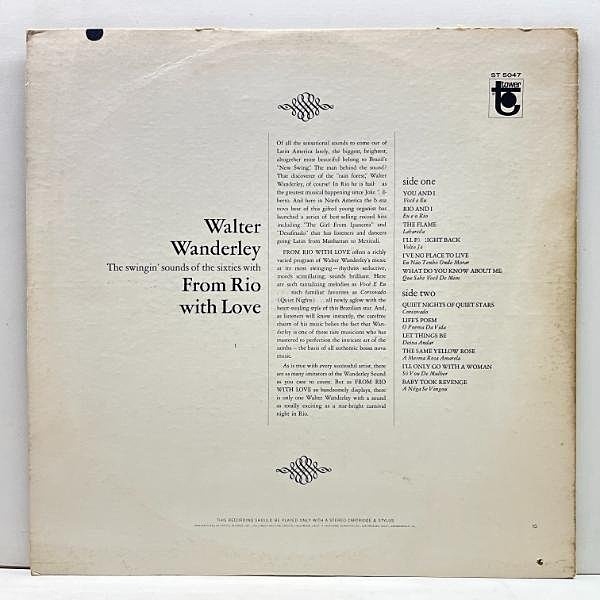 ST 5047
tower
Walter
Wanderley
The swingin' sounds of the sixties with
From Rio
with Love
Of all the sensational sounds to come out of
Latin America lately, the biggest, brightest,
altogether most beautiful belong to Brazil's
"New Swing." The man behind the sound?
That discoverer of the "rain forest," Walter
Wanderley, of course! In Rio he is hailed as
the greatest musical happening since João
berto. And here in North America the
nova beat of this gifted young organist has
launched a series of best-selling record hits
including "The Girl From Ipanema" and
"Desafinado" that has listeners and dancers
going Latin from Manhattan to Mexicali.
FROM RIO WITH LOVE offers a richly
varied program of Walter Wanderley's music
at its most swinging – rhythms seductive,
moods scintillating, sounds brilliant. Here
are such tantalizing melodies as Você E Eu
such familiar favorites as Corcovado
(Quiet Nights) . . . all newly aglow with the
heart-stealing style of this Brazilian star. And,
as listeners will know instantly, the carefree
charm of his music belies the fact that Wan-
derley is one of those rare musicians who has
mastered to perfection the intricate art of the
samba – the basis of all authentic bossa nova
music.
As is true with every successful artist, there
are as many imitators of the Wanderley Sound
as you care to count. But as FROM RIO
WITH LOVE so handsomely displays, there
is only one Walter Wanderley with a sound
as totally exciting as a star-bright carnival
night in Rio.
side one
YOU AND I
Você e Eu
RIO AND I
Eu e o Rio
THE FLAME
Labareda
I'LL IGHT BACK
Volto Já
I'VE NO PLACE TO LIVE
Eu Não Tenho Onde Morar
WHAT DO YOU KNOW ABOUT ME
Que Sabe Você De Mim
side two
QUIET NIGHTS OF QUIET STARS
Corcovado
LIFE'S POEM
O Poema Da Vida
LET THINGS BE
Deixa Andar
THE SAME YELLOW ROSE
A Mesma Rosa Amarela
I'LL ONLY GO WITH A WOMAN
Só Vou De Mulher
BABY TOOK REVENGE
A Nêga Se Vingou
THIS RECORDING SHOULD BE PLAYED ONLY WITH A STEREO CARTRIDGE & STYLUS